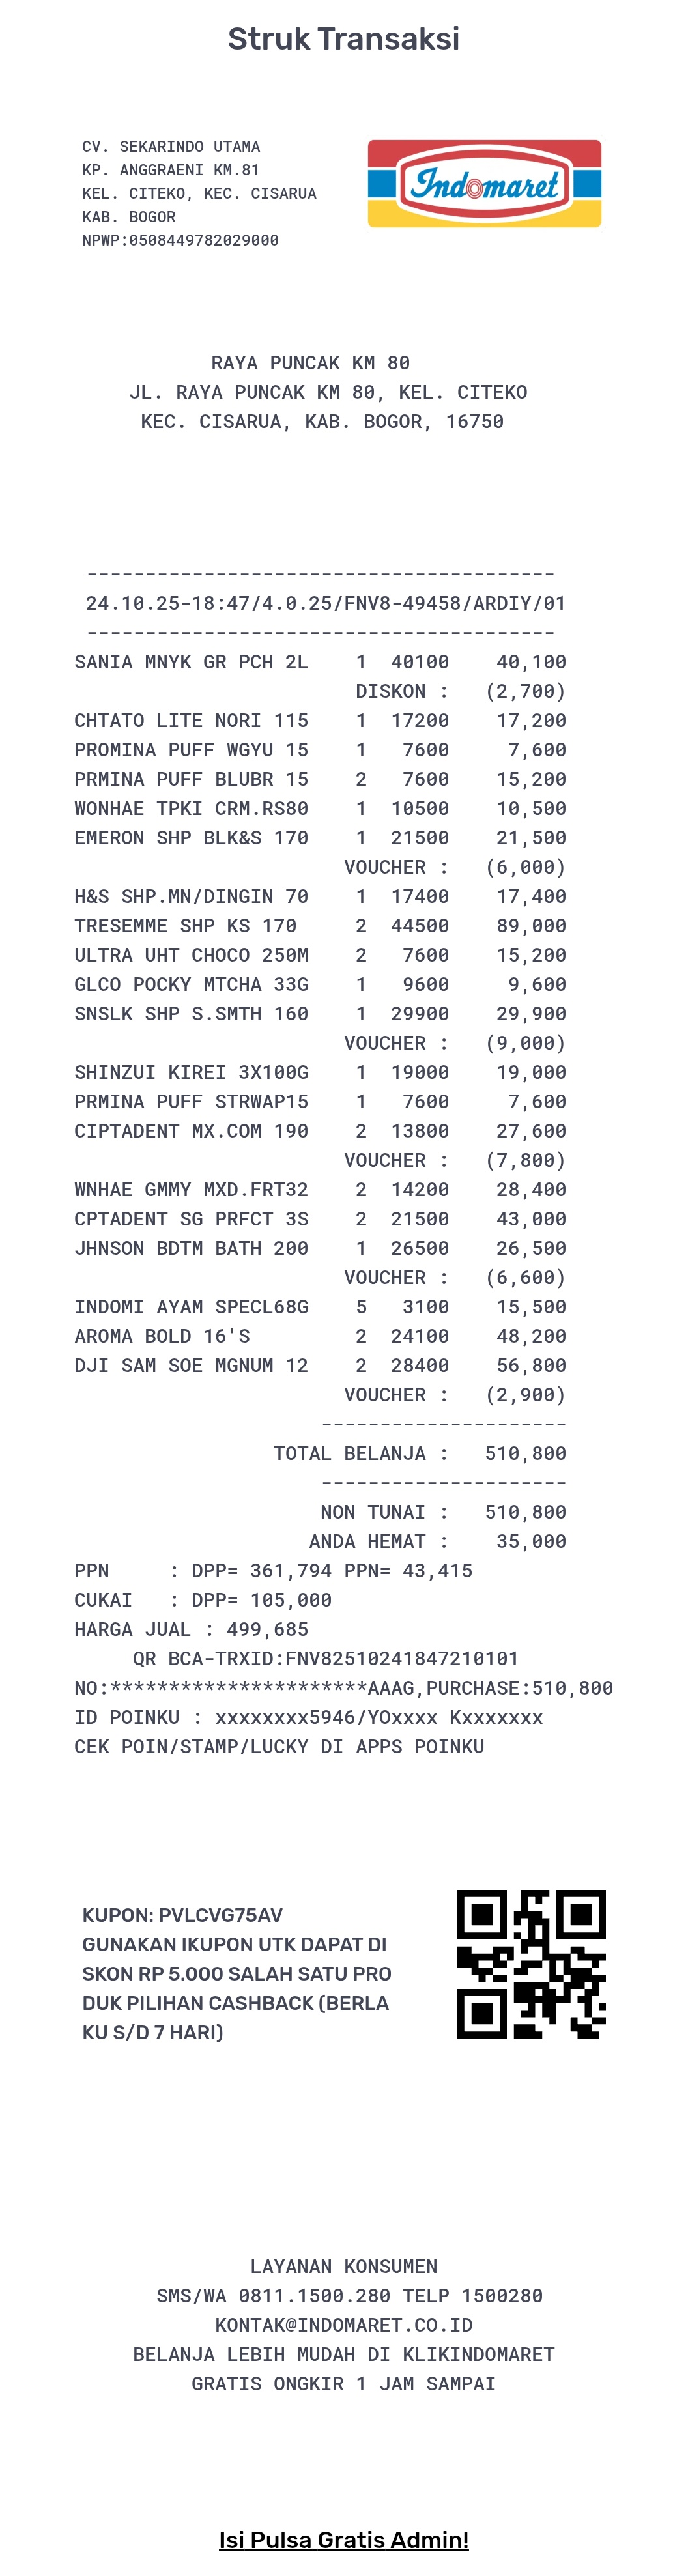 Struk Transaksi
CV. SEKARINDO UTAMA
KP. ANGGRAENI KM.81
KEL. CITEKO, KEC. CISARUA
KAB. BOGOR
NPWP:0508449782029000
Indomaret
RAYA PUNCAK KM 80
JL. RAYA PUNCAK KM 80, KEL. CITEKO
KEC. CISARUA, KAB. BOGOR, 16750
----------------------------------------
24.10.25-18:47/4.0.25/FNV8-49458/ARDIY/01
----------------------------------------
SANIA MNYK GR PCH 2L 1 40100 40,100
DISKON : (2,700)
CHTATO LITE NORI 115 1 17200 17,200
PROMINA PUFF WGYU 15 1 7600 7,600
PRMINA PUFF BLUBR 15 2 7600 15,200
WONHAE TPKI CRM.RS80 1 10500 10,500
EMERON SHP BLK&S 170 1 21500 21,500
VOUCHER : (6,000)
H&S SHP.MN/DINGIN 70 1 17400 17,400
TRESEMME SHP KS 170 2 44500 89,000
ULTRA UHT CHOCO 250M 2 7600 15,200
GLCO POCKY MTCHA 33G 1 9600 9,600
SNSLK SHP S.SMTH 160 1 29900 29,900
VOUCHER : (9,000)
SHINZUI KIREI 3X100G 1 19000 19,000
PRMINA PUFF STRWAP15 1 7600 7,600
CIPTADENT MX.COM 190 2 13800 27,600
VOUCHER : (7,800)
WNHAE GMMY MXD.FRT32 2 14200 28,400
CPTADENT SG PRFCT 3S 2 21500 43,000
JHNSON BDTM BATH 200 1 26500 26,500
VOUCHER : (6,600)
INDOMI AYAM SPECL68G 5 3100 15,500
AROMA BOLD 16'S 2 24100 48,200
DJI SAM SOE MGNUM 12 2 28400 56,800
VOUCHER : (2,900)
---------------------
TOTAL BELANJA : 510,800
---------------------
NON TUNAI : 510,800
ANDA HEMAT : 35,000
PPN : DPP= 361,794 PPN= 43,415
CUKAI : DPP= 105,000
HARGA JUAL : 499,685
QR BCA-TRXID:FNV82510241847210101
NO:**********************AAAG,PURCHASE:510,800
ID POINKU : xxxxxxxx5946/YOxxxx Kxxxxxxx
CEK POIN/STAMP/LUCKY DI APPS POINKU
KUPON: PVLCVG75AV
GUNAKAN IKUPON UTK DAPAT DI
SKON RP 5.000 SALAH SATU PRO
DUK PILIHAN CASHBACK (BERLA
KU S/D 7 HARI)
LAYANAN KONSUMEN
SMS/WA 0811.1500.280 TELP 1500280
KONTAK@INDOMARET.CO.ID
BELANJA LEBIH MUDAH DI KLIKINDOMARET
GRATIS ONGKIR 1 JAM SAMPAI
Isi Pulsa Gratis Admin!